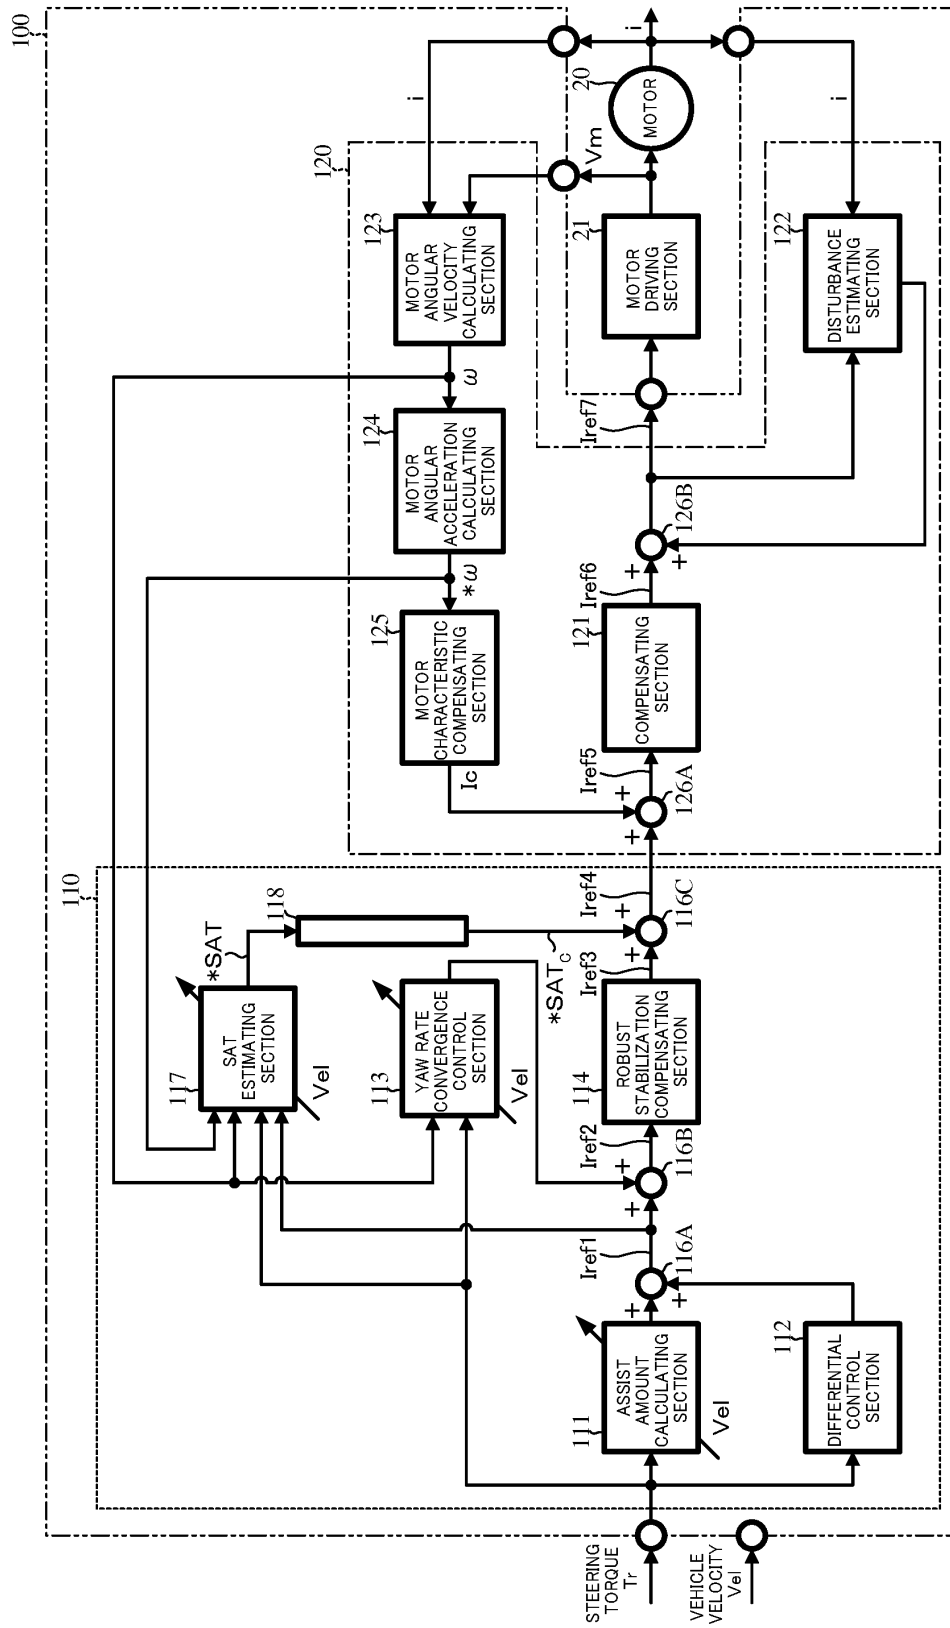 100
110
120
STEERING
TORQUE
Tr
VEHICLE
VELOCITY
Vel
111
ASSIST
AMOUNT
CALCULATING
SECTION
Vel
112
DIFFERENTIAL
CONTROL
SECTION
+
+
116A
Iref1
117
SAT
ESTIMATING
SECTION
Vel
*SAT
118
*SATC
113
YAW RATE
CONVERGENCE
CONTROL
SECTION
Vel
+
+
116B
Iref2
114
ROBUST
STABILIZATION
COMPENSATING
SECTION
Iref3
+
+
116C
Iref4
+
+
126A
Iref5
121
COMPENSATING
SECTION
Iref6
+
+
126B
Iref7
125
MOTOR
CHARACTERISTIC
COMPENSATING
SECTION
Ic
*ω
124
MOTOR
ANGULAR
ACCELERATION
CALCULATING
SECTION
ω
123
MOTOR
ANGULAR
VELOCITY
CALCULATING
SECTION
i
21
MOTOR
DRIVING
SECTION
Vm
20
MOTOR
i
122
DISTURBANCE
ESTIMATING
SECTION
i